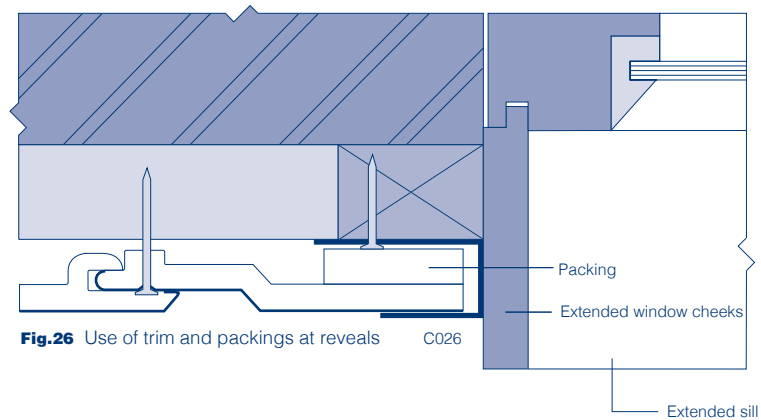 Packing
Extended window cheeks
Fig.26 Use of trim and packings at reveals C026
Extended sill